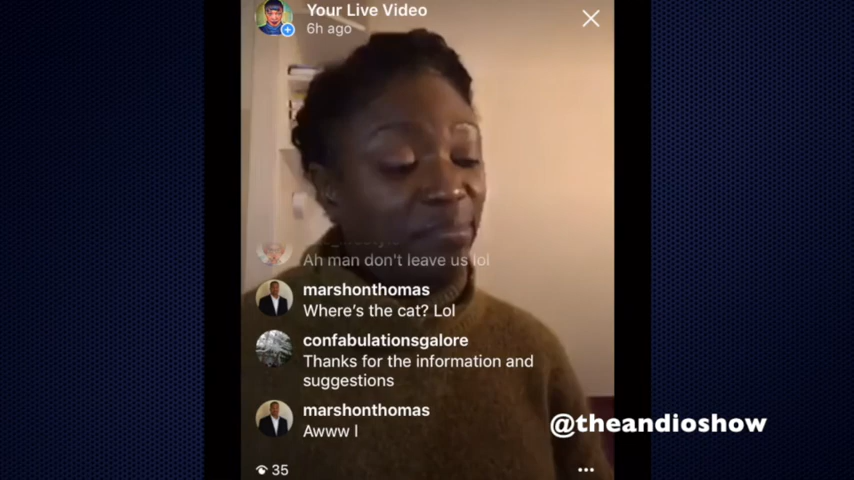 Your Live Video
6h ago
Ah man don't leave us lol
marshonthomas
Where's the cat? Lol
confabulationsgalore
Thanks for the information and
suggestions
marshonthomas
Awww I
@theandioshow
35